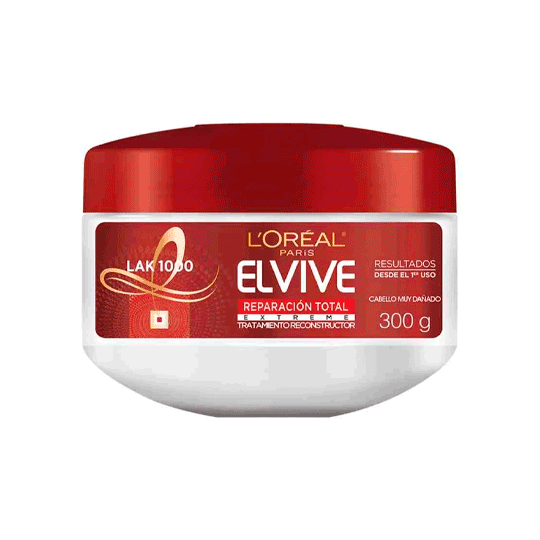 LAK 1000
L'ORÉAL
PARIS
ELVIVE
REPARACIÓN TOTAL
EXTREME
TRATAMIENTO RECONSTRUCTOR
RESULTADOS
DESDE EL 1ER USO
CABELLO MUY DAÑADO
300 g